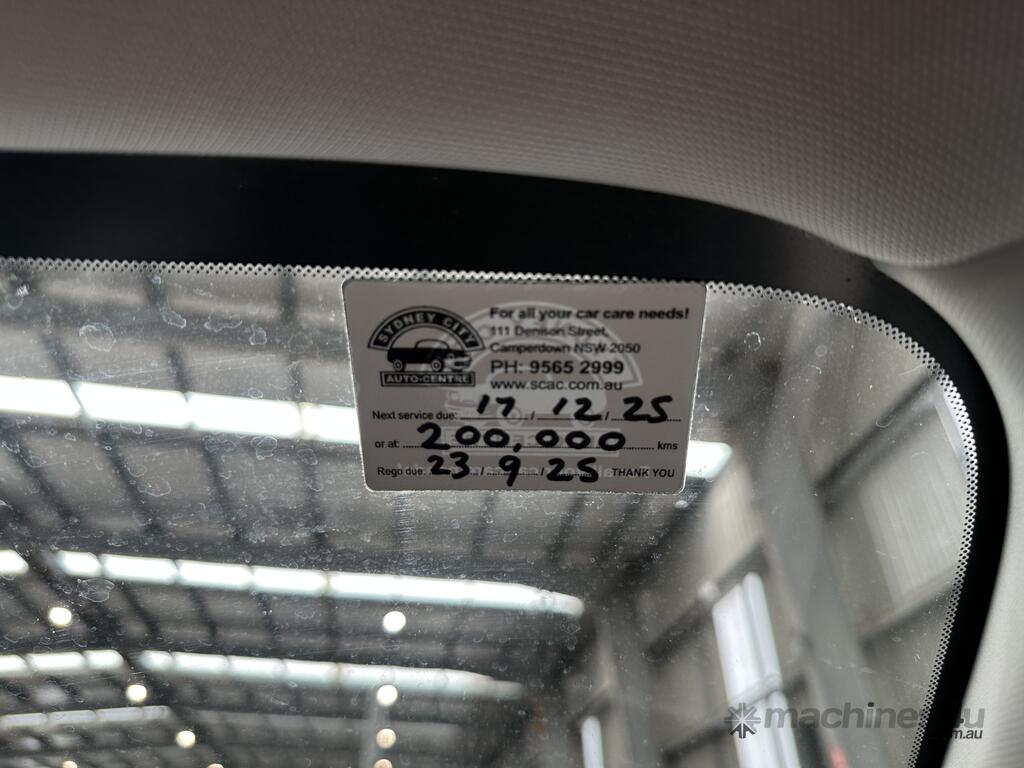 SYDNEY CITY
AUTO-CENTRE
For all your car care needs!
111 Denison Street,
Camperdown NSW 2050
PH: 9565 2999
www.scac.com.au
Next service due: 17 / 12 / 25
or at: 200,000 kms
Rego due: 23 / 9 / 25 THANK YOU
machines4u
.com.au